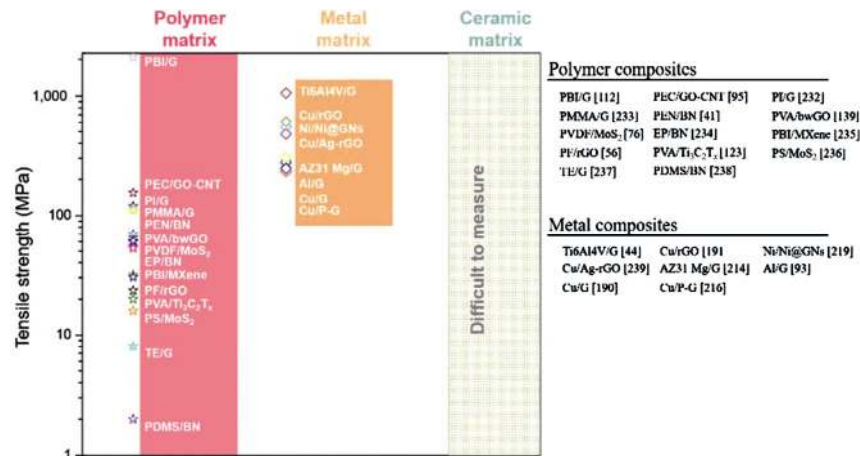 Polymer matrix
Metal matrix
Ceramic matrix
Tensile strength (MPa)
1,000
100
10
1
PBI/G
PEC/GO-CNT
PI/G
PMMA/G
PEN/BN
PVA/bwGO
PVDF/MoS₂
EP/BN
PBI/MXene
PF/rGO
PVA/Ti₃C₂Tₓ
PS/MoS₂
TE/G
PDMS/BN
Ti6Al4V/G
Cu/rGO
Ni/Ni@GNs
Cu/Ag-rGO
AZ31 Mg/G
Al/G
Cu/G
Cu/P-G
Difficult to measure
Polymer composites
PBI/G [112] PEC/GO-CNT [95] PI/G [232]
PMMA/G [233] PEN/BN [41] PVA/bwGO [139]
PVDF/MoS₂ [76] EP/BN [234] PBI/MXene [235]
PF/rGO [56] PVA/Ti₃C₂Tₓ [123] PS/MoS₂ [236]
TE/G [237] PDMS/BN [238]
Metal composites
Ti6Al4V/G [44] Cu/rGO [191 Ni/Ni@GNs [219]
Cu/Ag-rGO [239] AZ31 Mg/G [214] Al/G [93]
Cu/G [190] Cu/P-G [216]